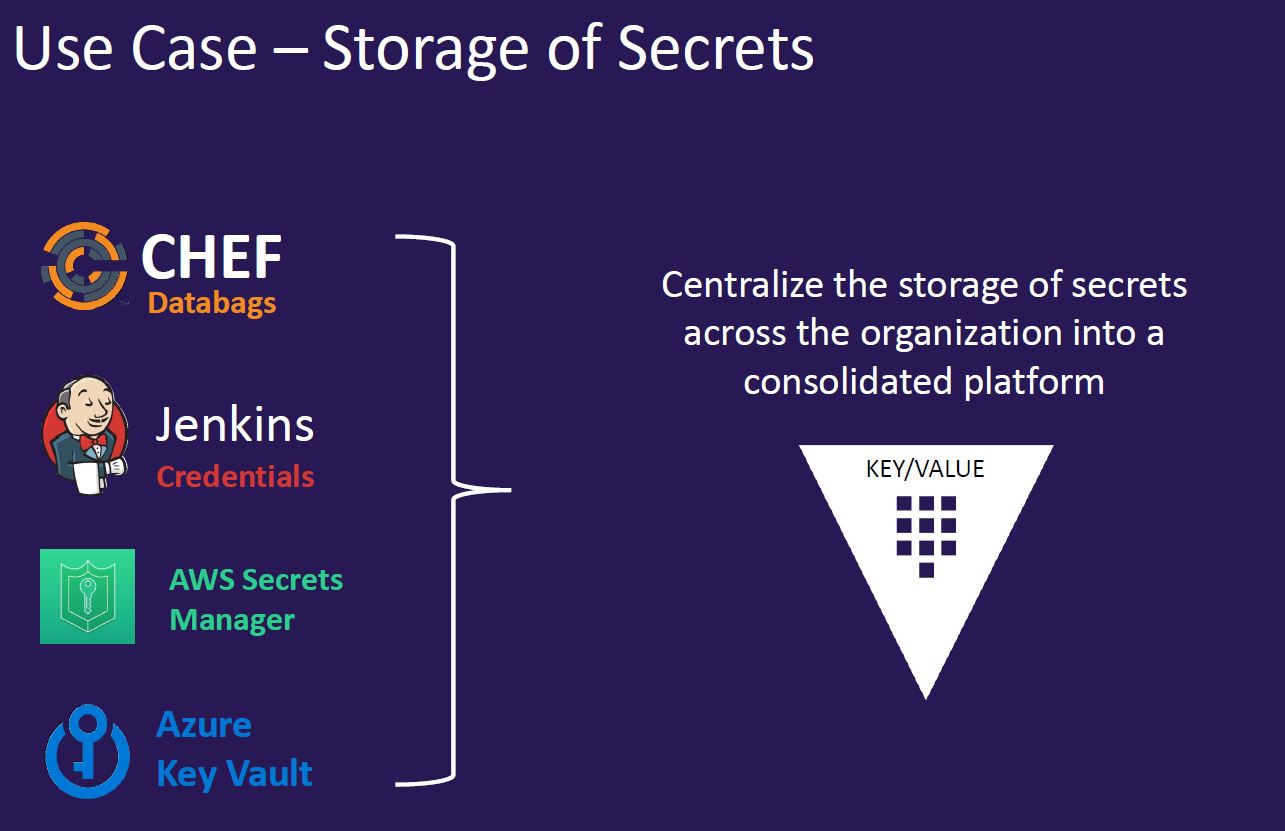 Use Case – Storage of Secrets
CHEF
Databags
Jenkins
Credentials
AWS Secrets
Manager
Azure
Key Vault
Centralize the storage of secrets
across the organization into a
consolidated platform
KEY/VALUE